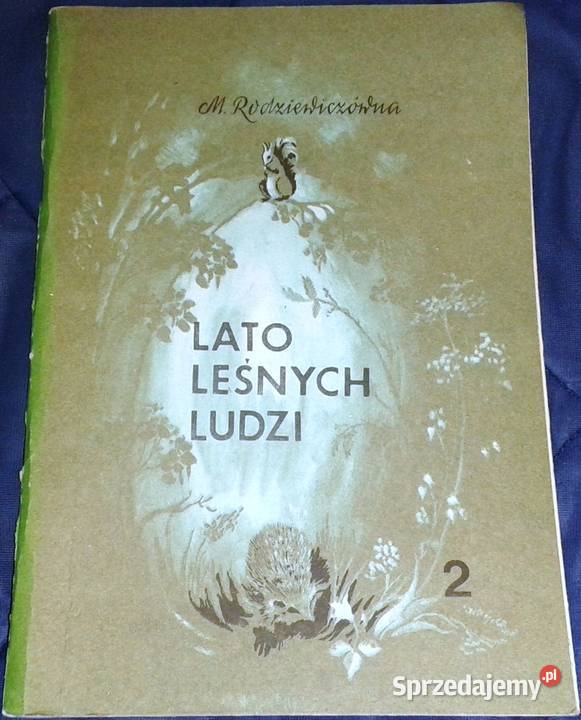 M. Rodziewiczówna
LATO
LEŚNYCH
LUDZI
2
Sprzedajemy.pl